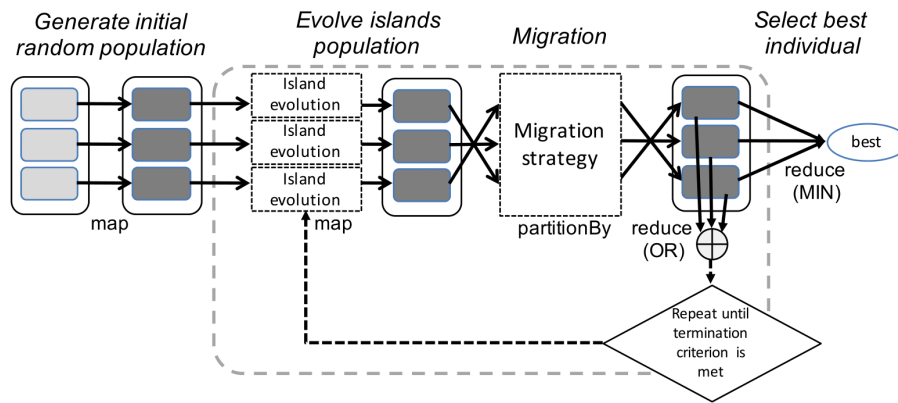 Generate initial
random population
Evolve islands
population
Migration
Select best
individual
Island
evolution
Island
evolution
Island
evolution
Migration
strategy
best
map
map
partitionBy
reduce
(OR)
reduce
(MIN)
Repeat until
termination
criterion is
met